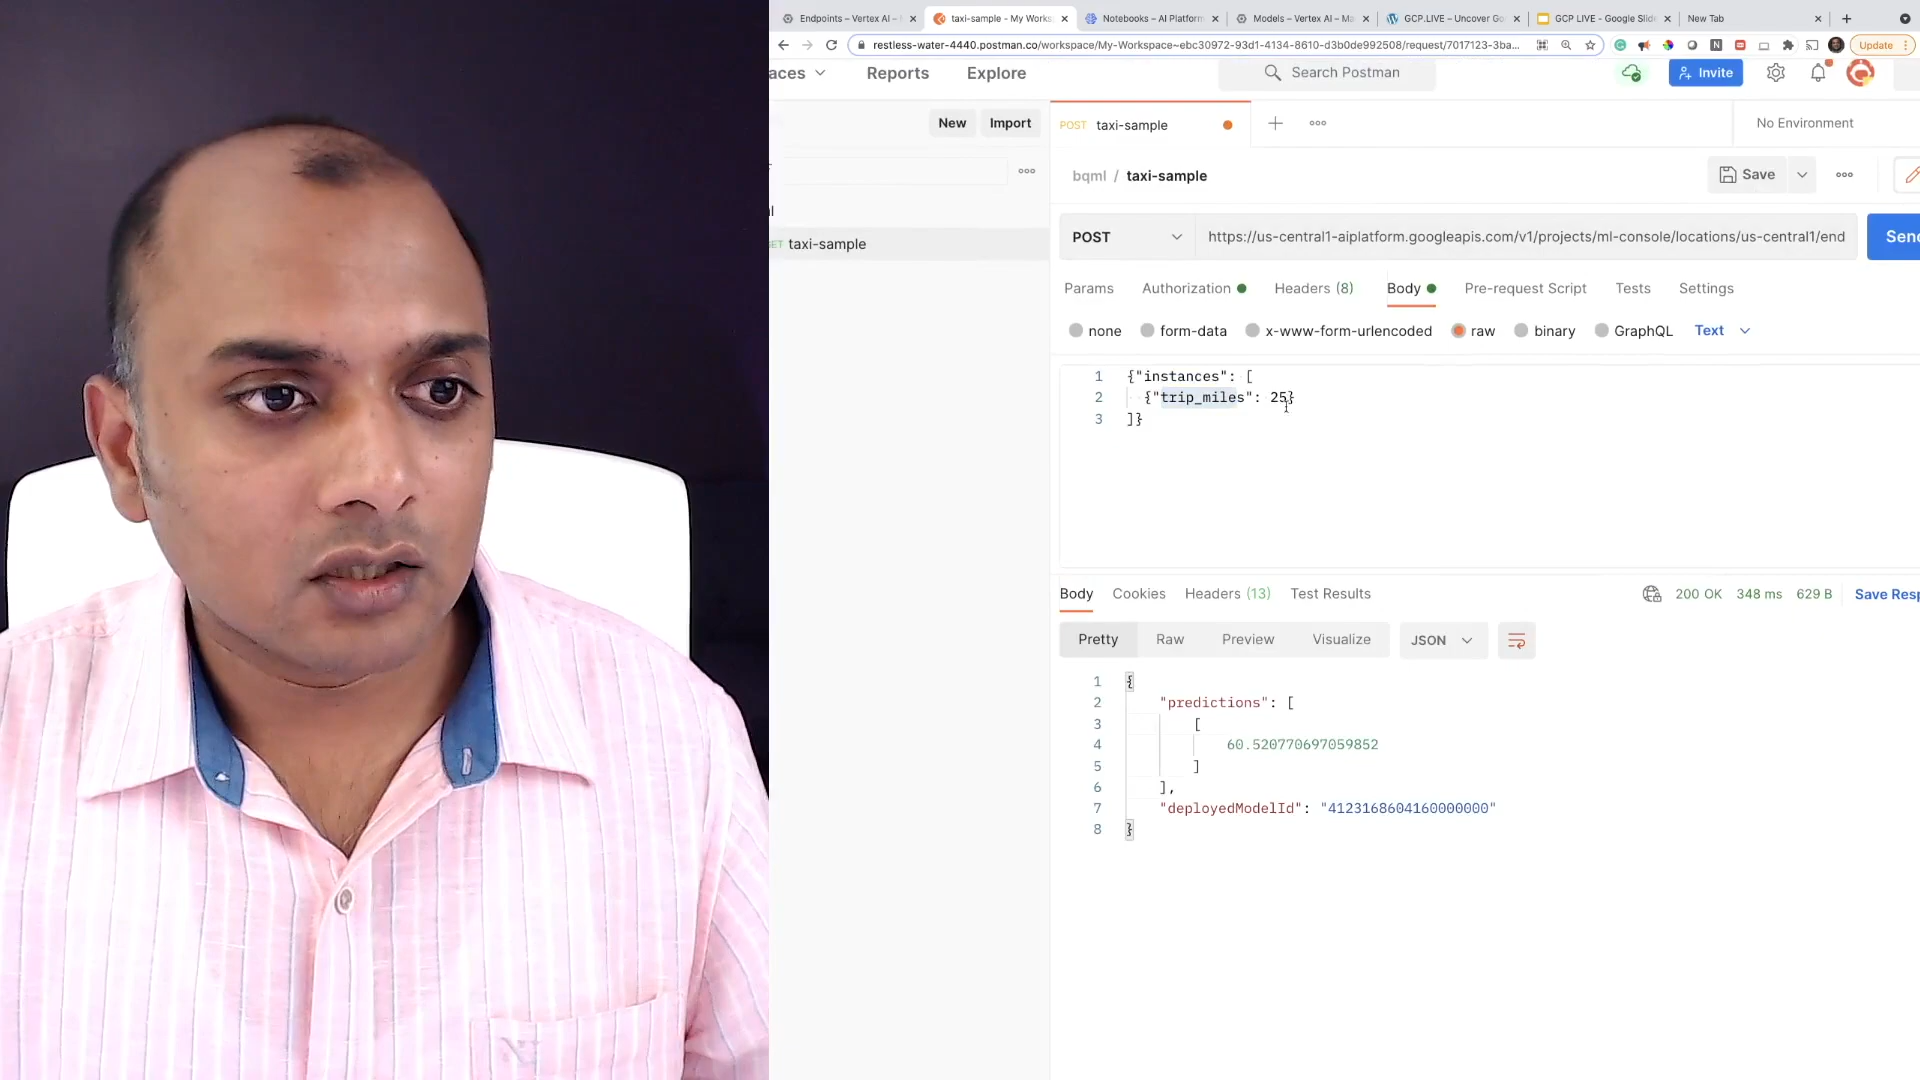 Endpoints – Vertex AI –
taxi-sample - My Works
Notebooks – AI Platform
Models – Vertex AI – Ma
GCP.LIVE – Uncover Go
GCP LIVE - Google Slide
New Tab
restless-water-4440.postman.co/workspace/My-Workspace~ebc30972-93d1-4134-8610-d3b0de992508/request/7017123-3ba...
Update
aces
Reports
Explore
Search Postman
Invite
New
Import
POST taxi-sample
No Environment
bqml / taxi-sample
Save
taxi-sample
POST
https://us-central1-aiplatform.googleapis.com/v1/projects/ml-console/locations/us-central1/end
Send
Params
Authorization
Headers (8)
Body
Pre-request Script
Tests
Settings
none
form-data
x-www-form-urlencoded
raw
binary
GraphQL
Text
1 {"instances": [
2 {"trip_miles": 25}
3 ]}
Body
Cookies
Headers (13)
Test Results
200 OK
348 ms
629 B
Save Resp
Pretty
Raw
Preview
Visualize
JSON
1 {
2 "predictions": [
3 [
4 60.520770697059852
5 ]
6 ],
7 "deployedModelId": "4123168604160000000"
8 }